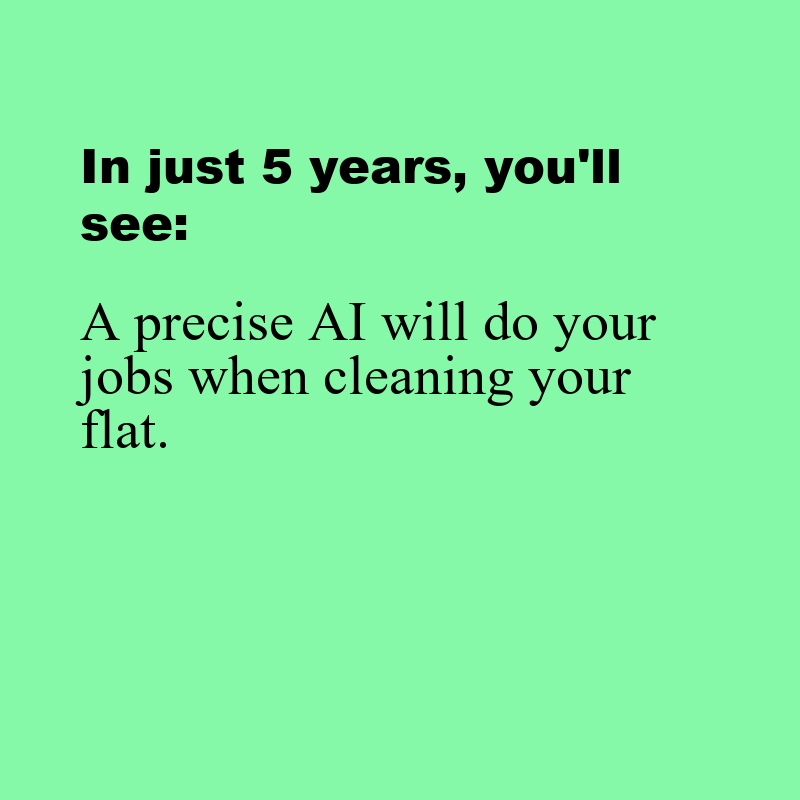 In just 5 years, you'll
see:
A precise AI will do your
jobs when cleaning your
flat.